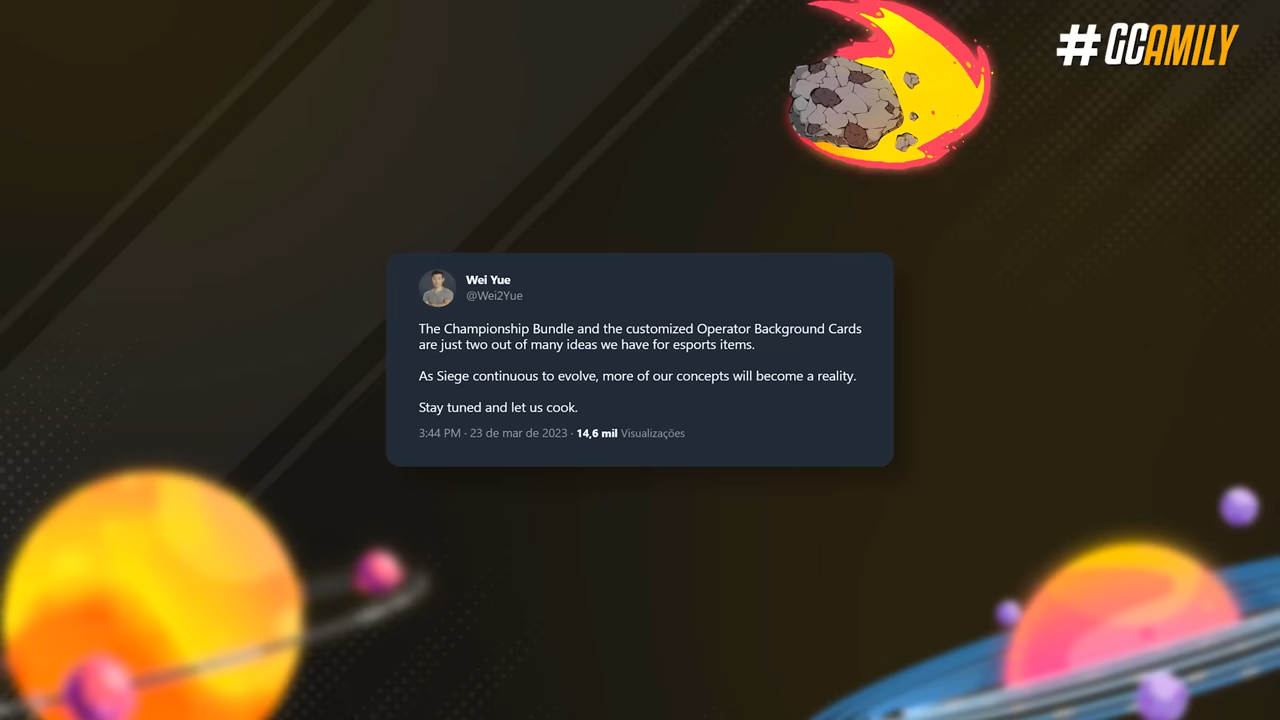 #GCAMILY
Wei Yue
@Wei2Yue
The Championship Bundle and the customized Operator Background Cards
are just two out of many ideas we have for esports items.
As Siege continuous to evolve, more of our concepts will become a reality.
Stay tuned and let us cook.
3:44 PM · 23 de mar de 2023 · 14,6 mil Visualizações